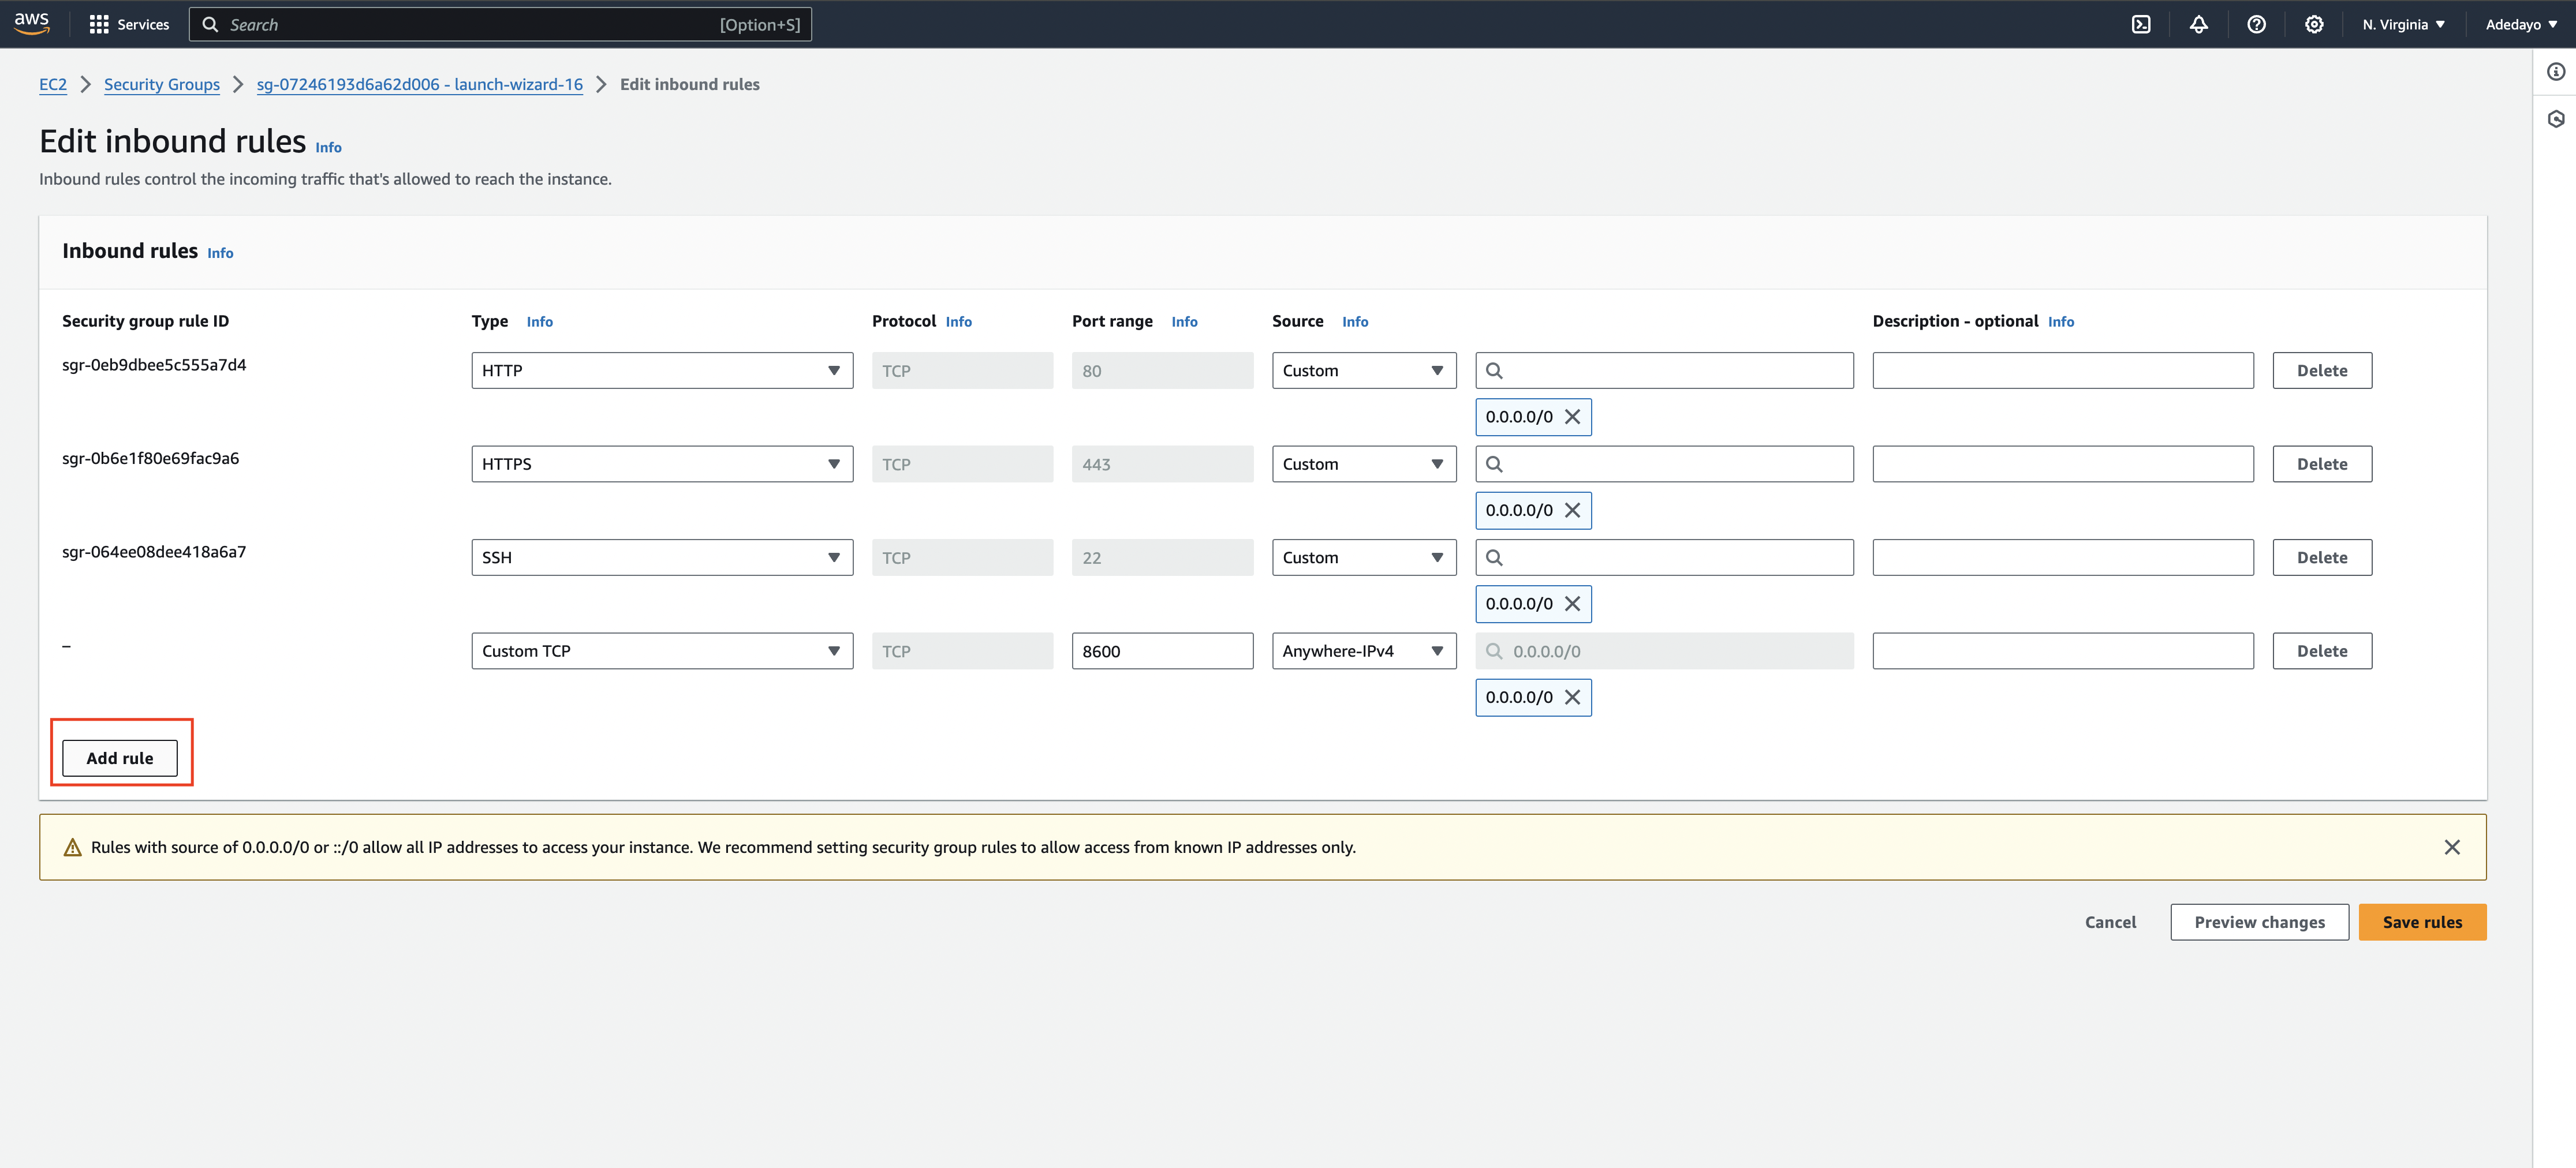 aws Services Search [Option+S] N. Virginia Adedayo
EC2 Security Groups sg-07246193d6a62d006 - launch-wizard-16 Edit inbound rules
Edit inbound rules Info
Inbound rules control the incoming traffic that's allowed to reach the instance.
Inbound rules Info
Security group rule ID Type Info Protocol Info Port range Info Source Info Description - optional Info
sgr-0eb9dbee5c555a7d4 HTTP TCP 80 Custom Delete
0.0.0.0/0
sgr-0b6e1f80e69fac9a6 HTTPS TCP 443 Custom Delete
0.0.0.0/0
sgr-064ee08dee418a6a7 SSH TCP 22 Custom Delete
0.0.0.0/0
– Custom TCP TCP 8600 Anywhere-IPv4 0.0.0.0/0 Delete
0.0.0.0/0
Add rule
Rules with source of 0.0.0.0/0 or ::/0 allow all IP addresses to access your instance. We recommend setting security group rules to allow access from known IP addresses only.
Cancel Preview changes Save rules